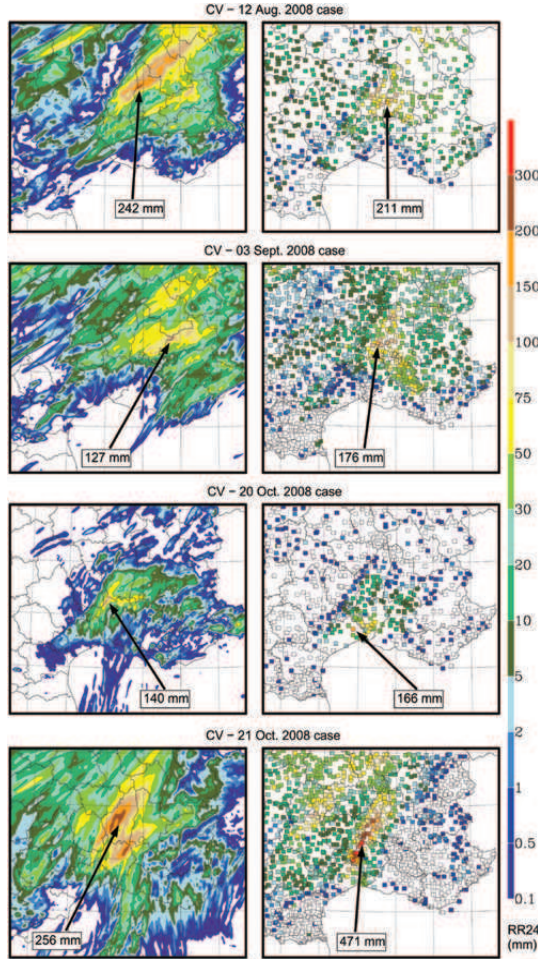 CV – 12 Aug. 2008 case
242 mm
211 mm
CV – 03 Sept. 2008 case
127 mm
176 mm
CV – 20 Oct. 2008 case
140 mm
166 mm
CV – 21 Oct. 2008 case
256 mm
471 mm
300
200
150
100
75
50
30
20
10
5
2
1
0.5
0.1
RR24
(mm)